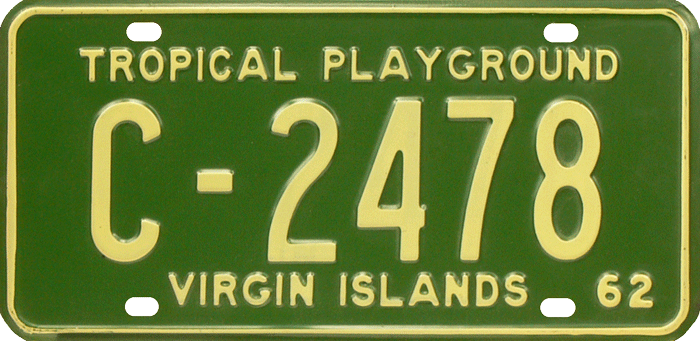 TROPICAL PLAYGROUND
C-2478
VIRGIN ISLANDS 62